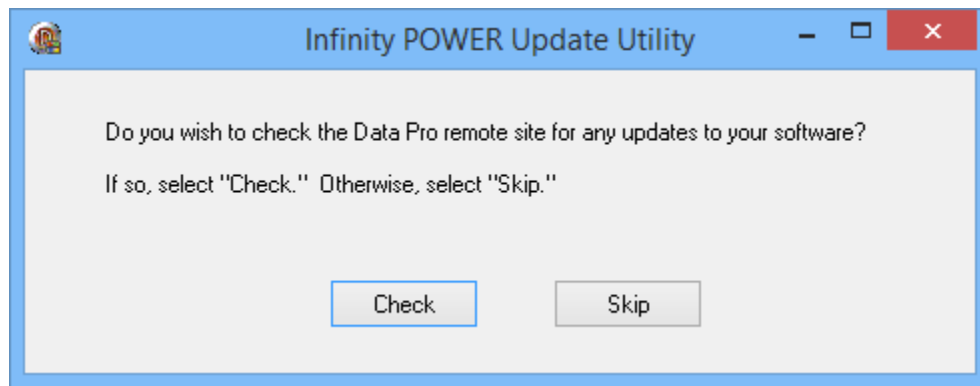 Infinity POWER Update Utility
Do you wish to check the Data Pro remote site for any updates to your software?
If so, select "Check."  Otherwise, select "Skip."
Check
Skip